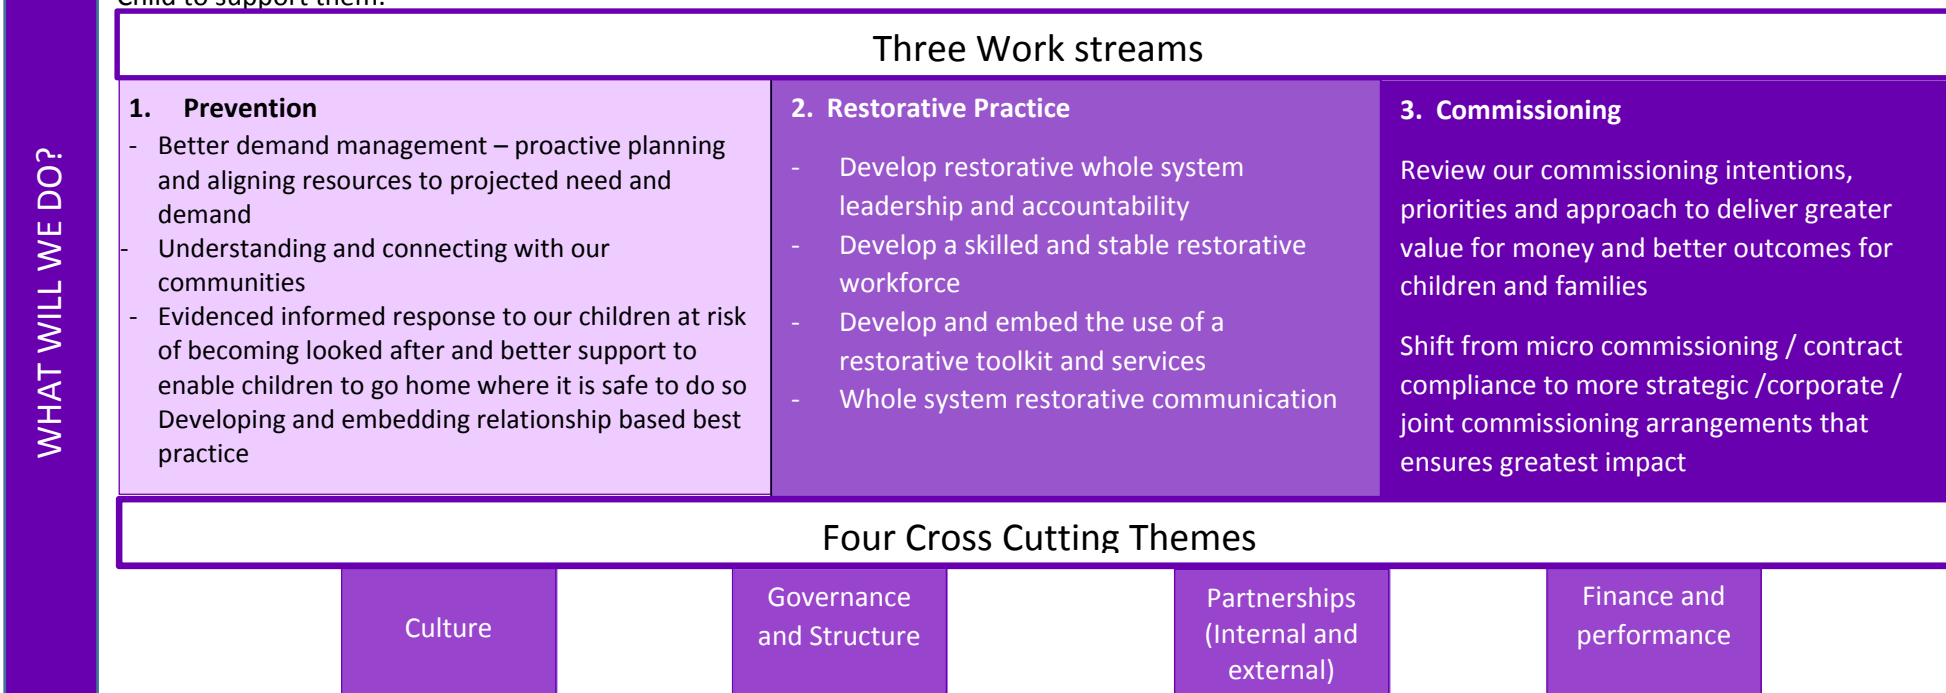 Child to support them.
WHAT WILL WE DO?
Three Work streams
1. Prevention
- Better demand management – proactive planning
and aligning resources to projected need and
demand
- Understanding and connecting with our
communities
- Evidenced informed response to our children at risk
of becoming looked after and better support to
enable children to go home where it is safe to do so
Developing and embedding relationship based best
practice
2. Restorative Practice
- Develop restorative whole system
leadership and accountability
- Develop a skilled and stable restorative
workforce
- Develop and embed the use of a
restorative toolkit and services
- Whole system restorative communication
3. Commissioning
Review our commissioning intentions,
priorities and approach to deliver greater
value for money and better outcomes for
children and families
Shift from micro commissioning / contract
compliance to more strategic /corporate /
joint commissioning arrangements that
ensures greatest impact
Four Cross Cutting Themes
Culture
Governance
and Structure
Partnerships
(Internal and
external)
Finance and
performance